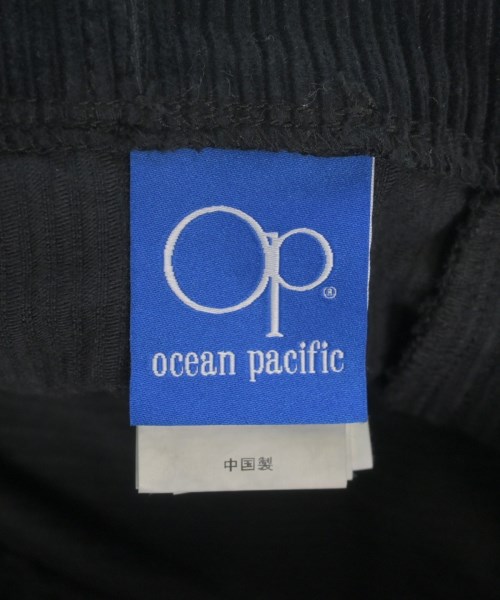 Op®
ocean pacific
中国製